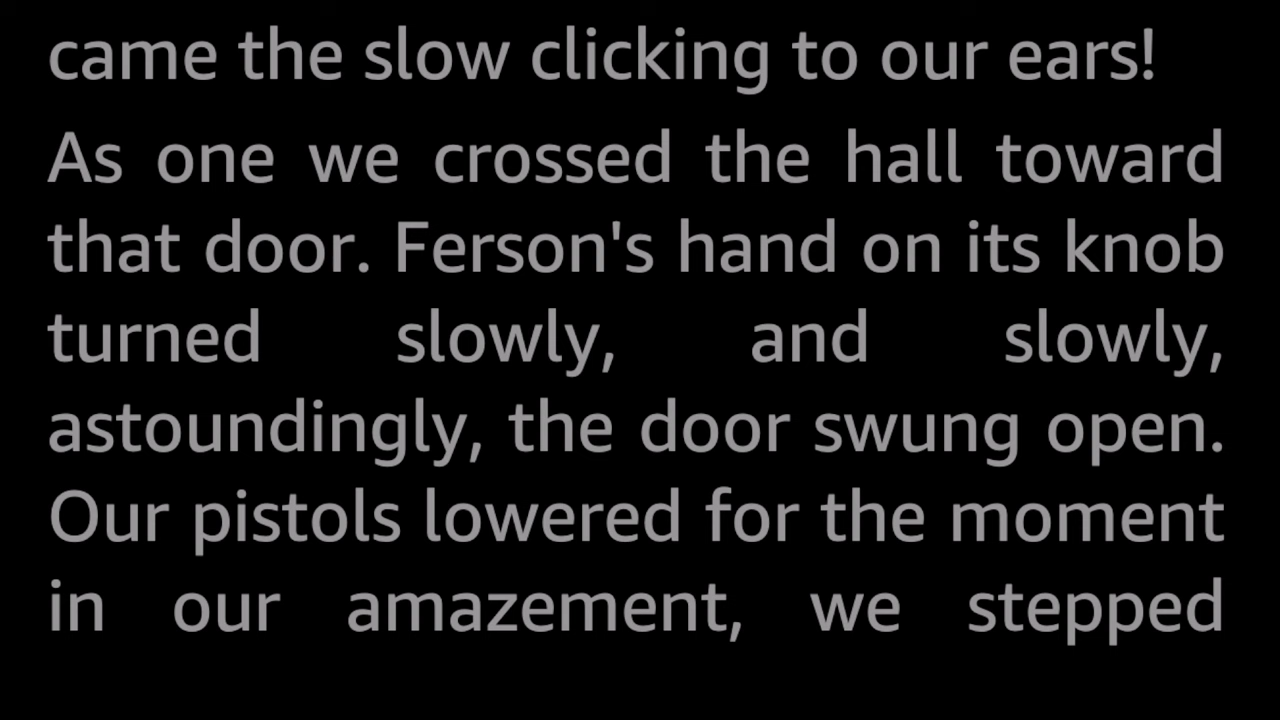 came the slow clicking to our ears!
As one we crossed the hall toward
that door. Ferson's hand on its knob
turned slowly, and slowly,
astoundingly, the door swung open.
Our pistols lowered for the moment
in our amazement, we stepped